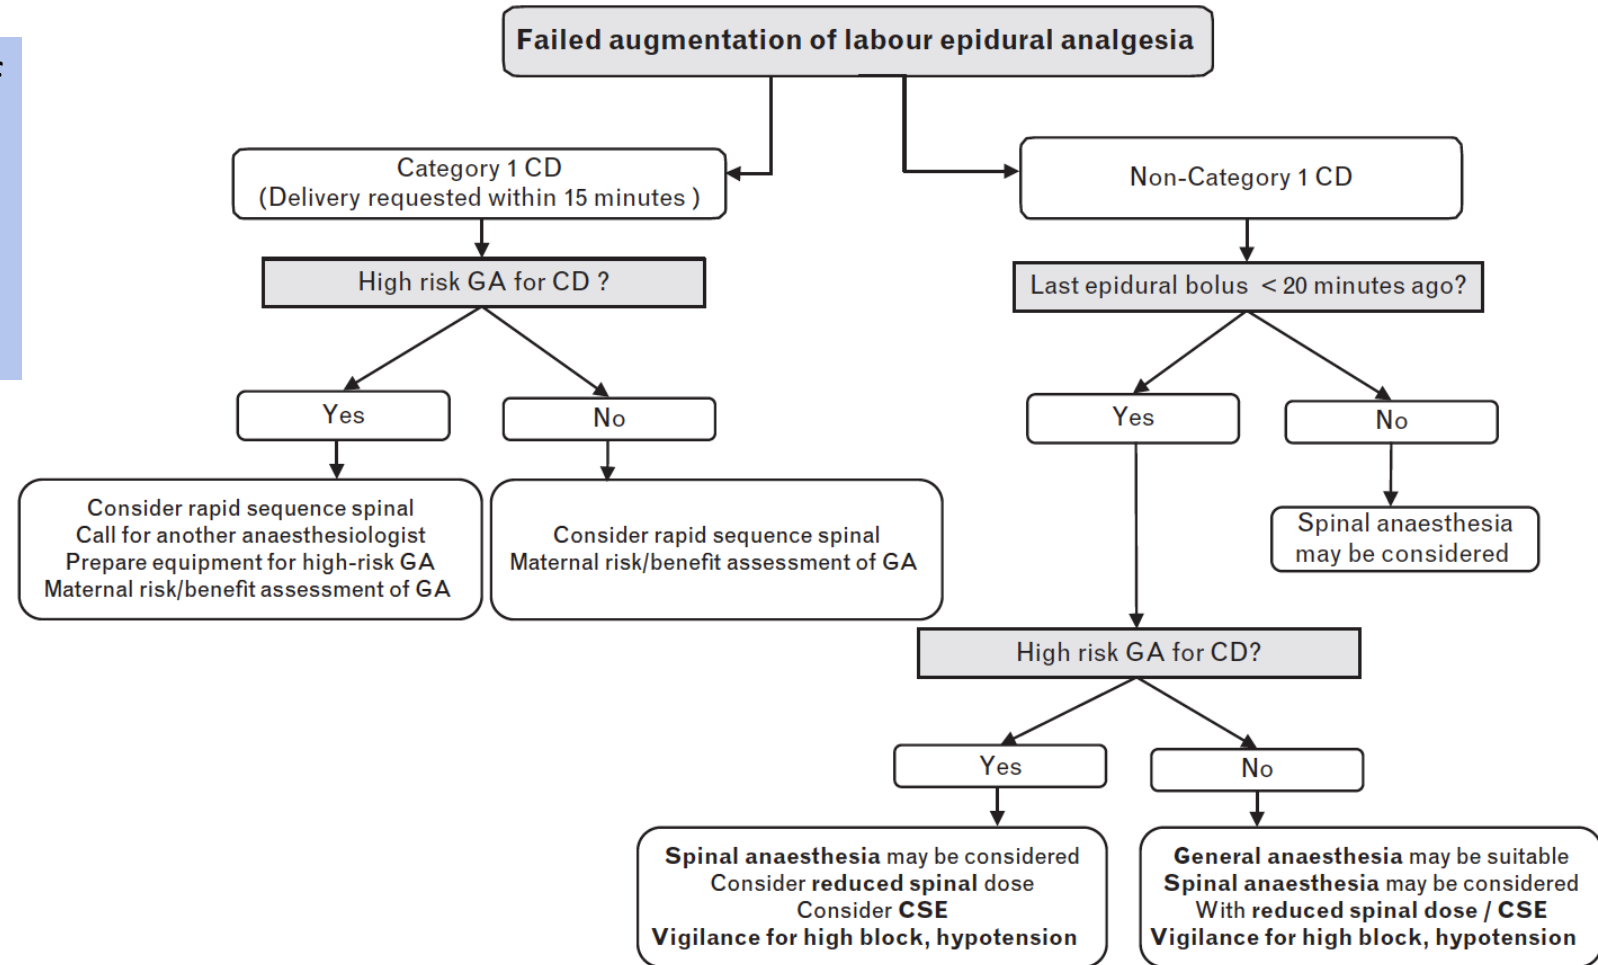 Failed augmentation of labour epidural analgesia
Category 1 CD
(Delivery requested within 15 minutes )
Non-Category 1 CD
High risk GA for CD ?
Last epidural bolus < 20 minutes ago?
Yes
No
Yes
No
Consider rapid sequence spinal
Call for another anaesthesiologist
Prepare equipment for high-risk GA
Maternal risk/benefit assessment of GA
Consider rapid sequence spinal
Maternal risk/benefit assessment of GA
Spinal anaesthesia
may be considered
High risk GA for CD?
Yes
No
Spinal anaesthesia may be considered
Consider reduced spinal dose
Consider CSE
Vigilance for high block, hypotension
General anaesthesia may be suitable
Spinal anaesthesia may be considered
With reduced spinal dose / CSE
Vigilance for high block, hypotension